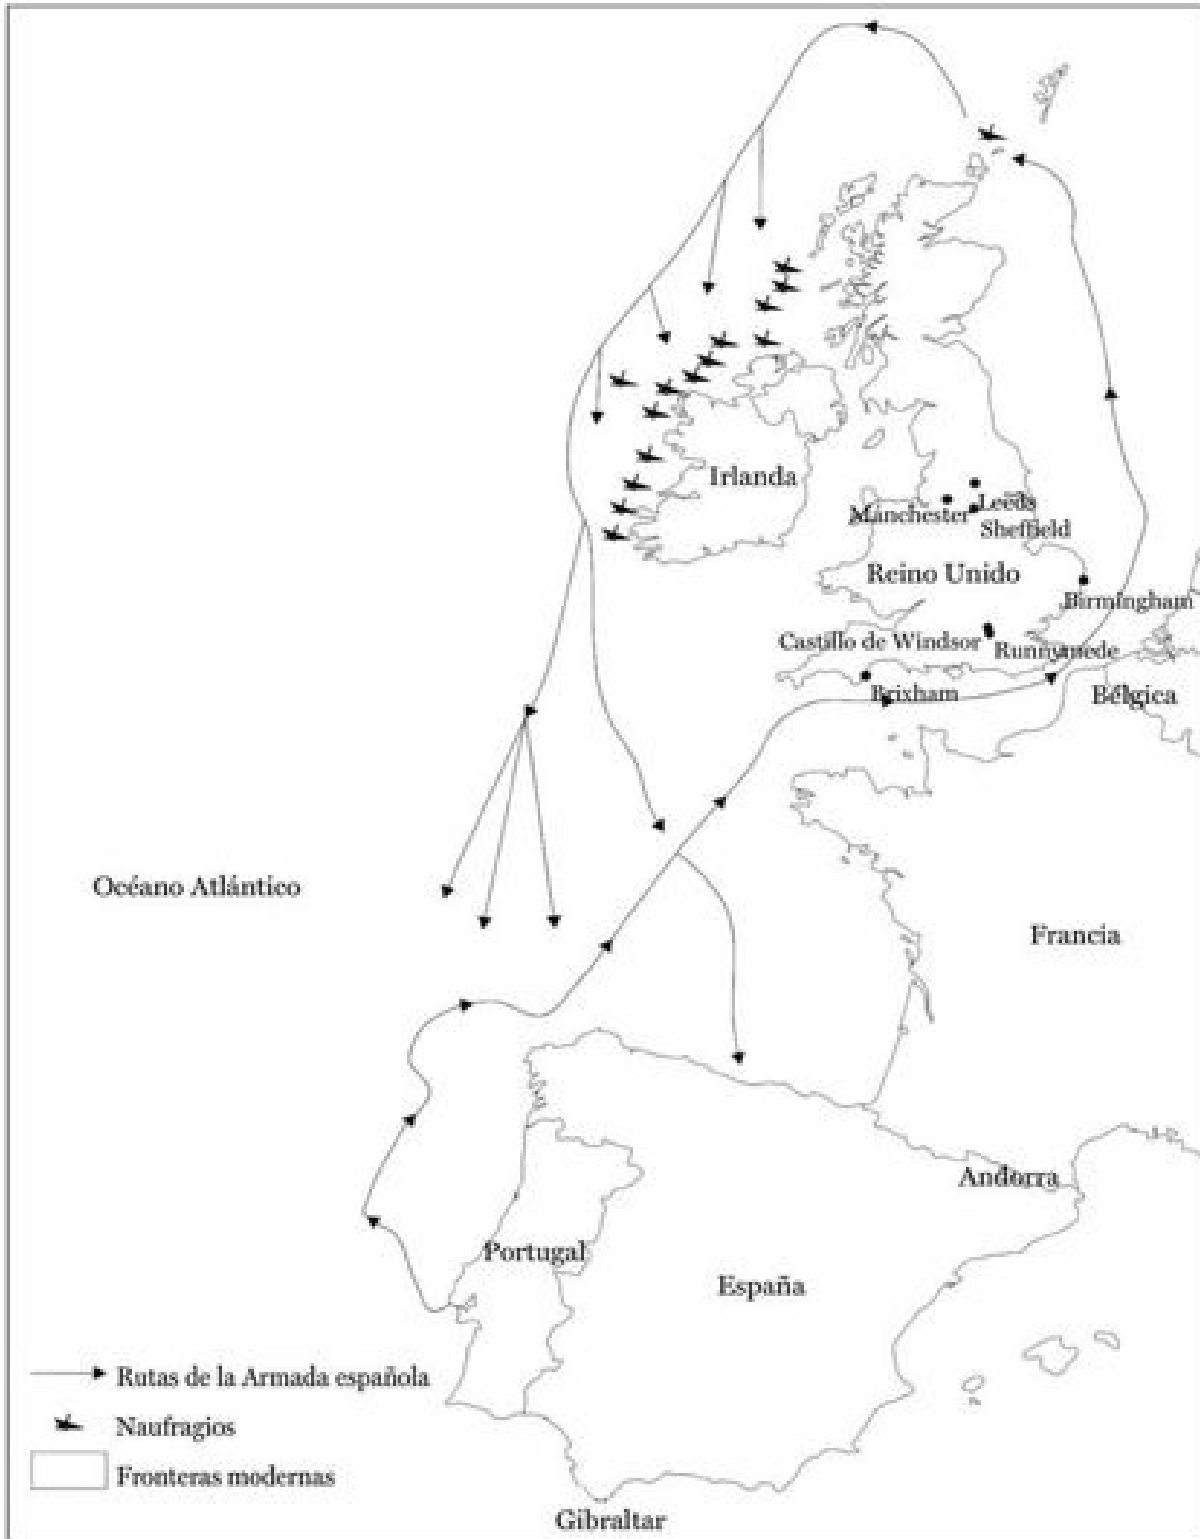 Irlanda
Leeds
Manchester
Sheffield
Reino Unido
Birmingham
Castillo de Windsor
Runnymede
Brixham
Bélgica
Océano Atlántico
Francia
Andorra
Portugal
España
Rutas de la Armada española
Naufragios
Fronteras modernas
Gibraltar